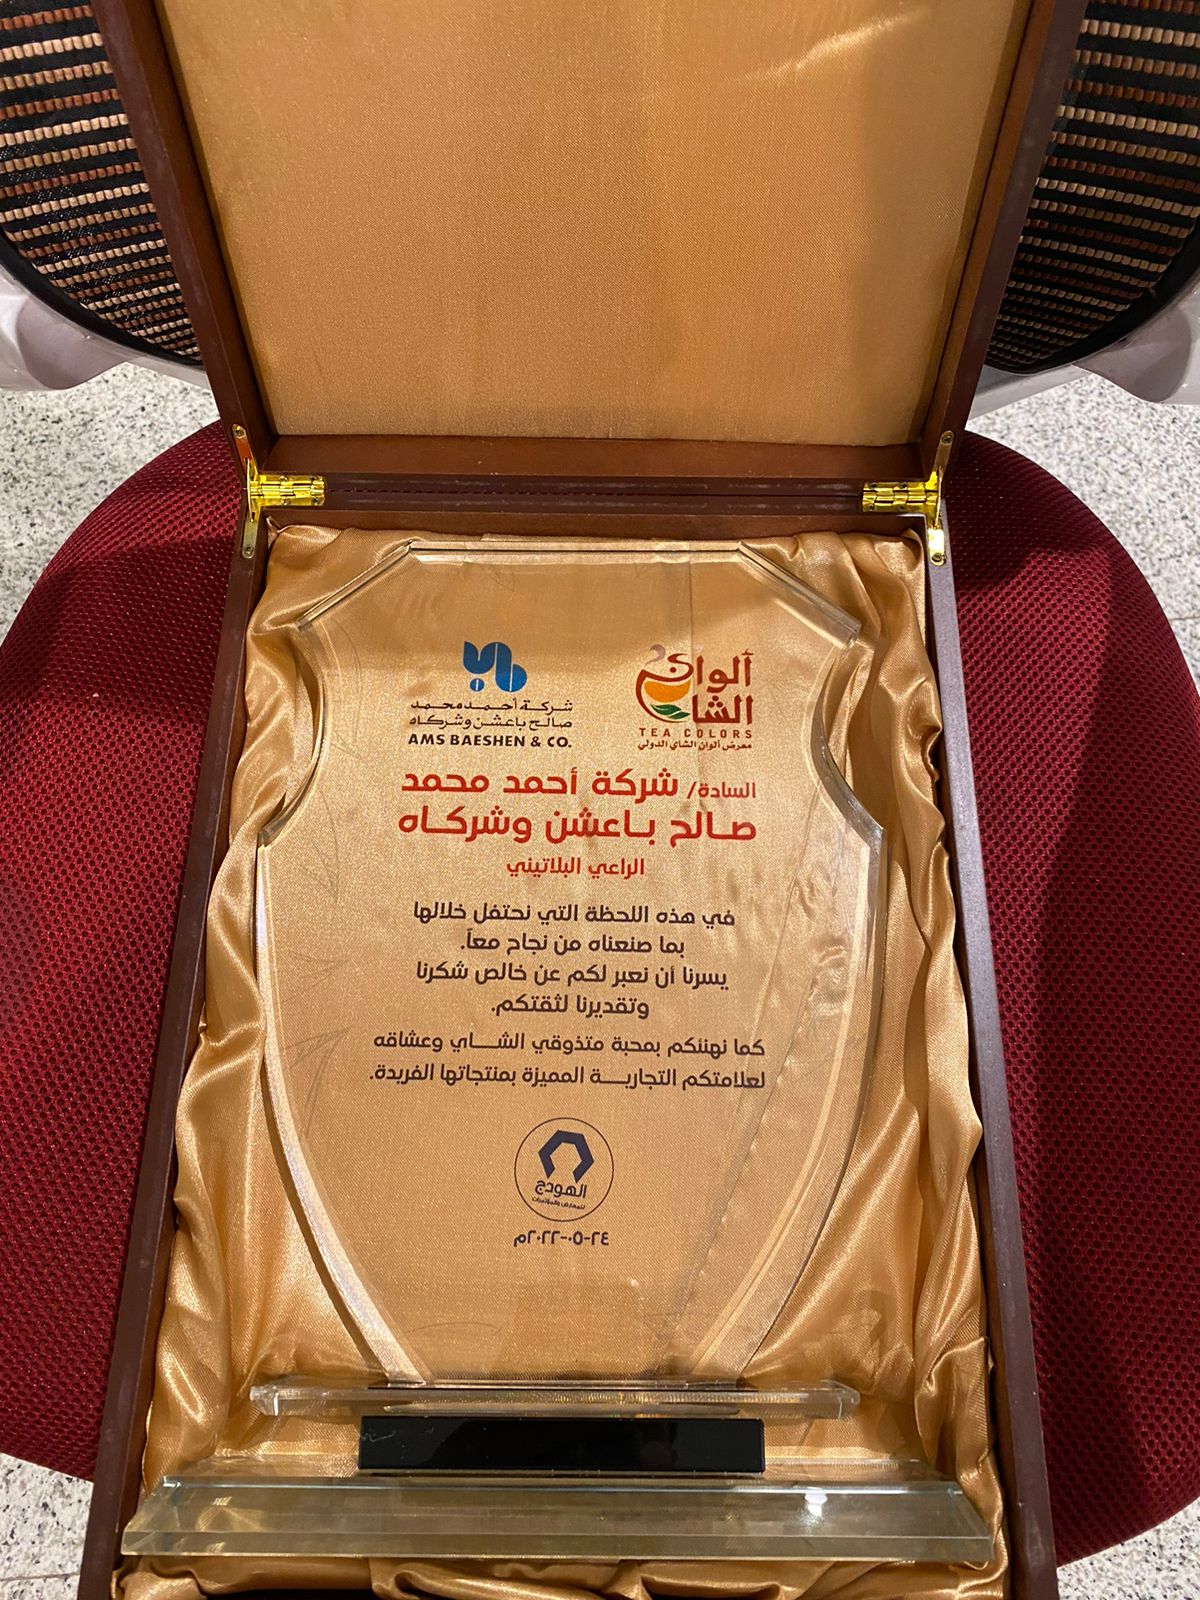 ألوان
الشاي
TEA COLORS
معرض ألوان الشاي الدولي
شركة أحمد محمد
صالح باعشن وشركاه
AMS BAESHEN & CO.
السادة/ شركة أحمد محمد
صالح باعشن وشركاه
الراعي البلاتيني
في هذه اللحظة التي نحتفل خلالها
بما صنعناه من نجاح معاً.
يسرنا أن نعبر لكم عن خالص شكرنا
وتقديرنا لثقتكم.
كما نهنئكم بمحبة متذوقي الشاي وعشاقه
لعلامتكم التجارية المميزة بمنتجاتها الفريدة.
الهودج
للمعارض والمؤتمرات
٢٤-٠٥-٢٠٢٢م